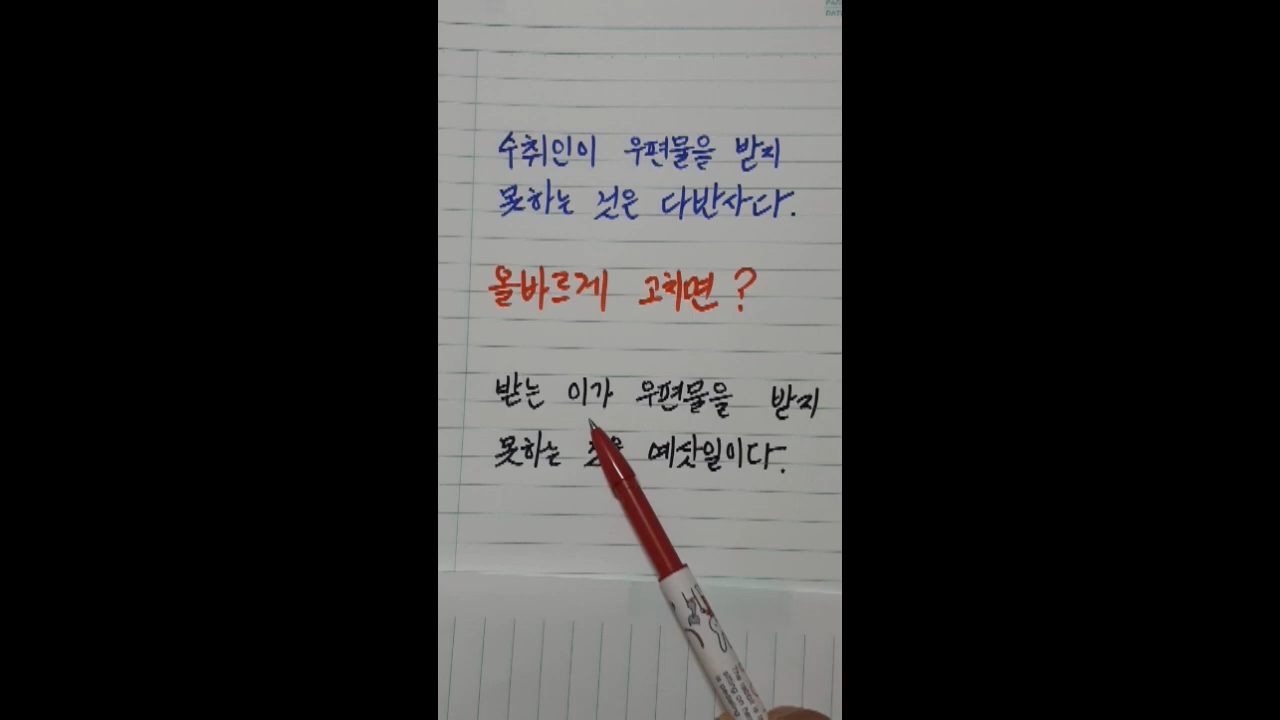 수취인이 우편물을 받지
못하는 것은 다반사다.
올바르게 고치면?
받는 이가 우편물을 받지
못하는 예삿일이다.